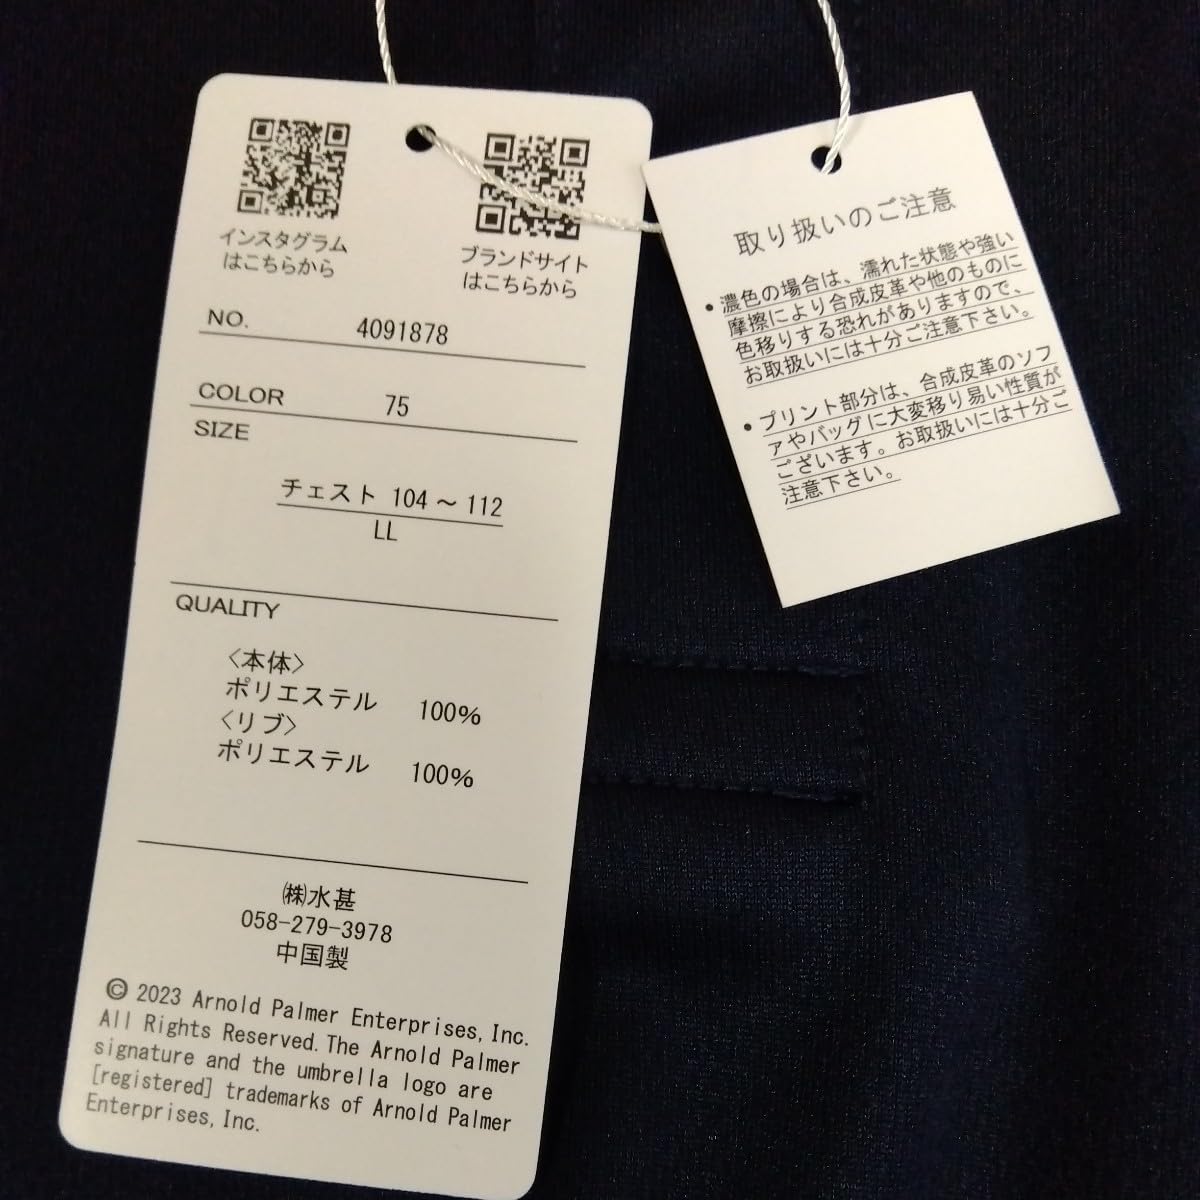 インスタグラム
はこちらから
ブランドサイト
はこちらから
NO. 4091878
COLOR 75
SIZE
チェスト 104 ～ 112
LL
QUALITY
〈本体〉
ポリエステル 100%
〈リブ〉
ポリエステル 100%
㈱水甚
058-279-3978
中国製
© 2023 Arnold Palmer Enterprises, Inc.
All Rights Reserved. The Arnold Palmer
signature and the umbrella logo are
[registered] trademarks of Arnold Palmer
Enterprises, Inc.
取り扱いのご注意
• 濃色の場合は、濡れた状態や強い
摩擦により合成皮革や他のものに
色移りする恐れがありますので、
お取扱いには十分ご注意下さい。
• プリント部分は、合成皮革のソフ
ァやバッグに大変移り易い性質が
ございます。お取扱いには十分ご
注意下さい。